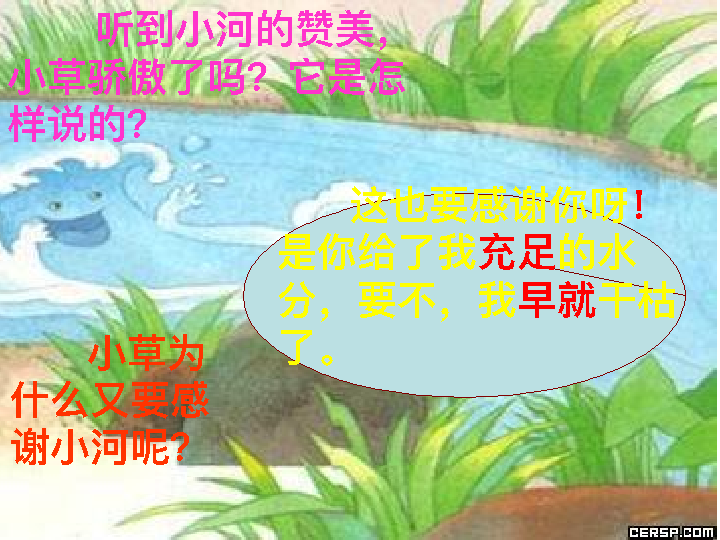 听到小河的赞美，
小草骄傲了吗？它是怎
样说的？
这也要感谢你呀！
是你给了我充足的水
分，要不，我早就干枯
了。
小草为
什么又要感
谢小河呢？
CERSP.COM